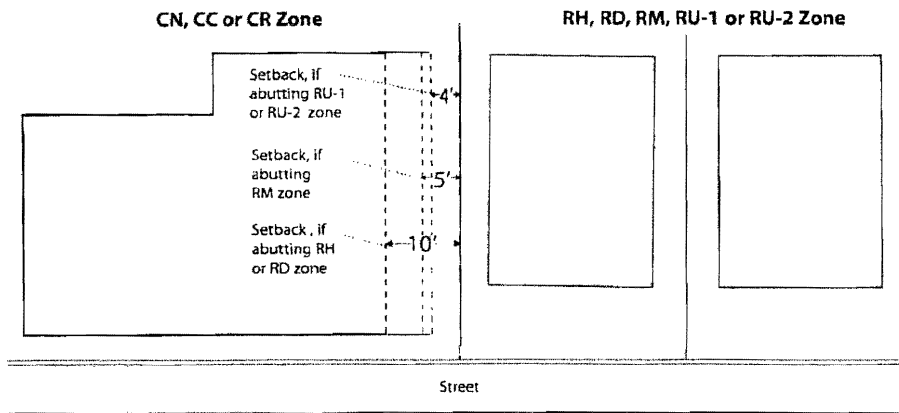 CN, CC or CR Zone
RH, RD, RM, RU-1 or RU-2 Zone
Setback, if
abutting RU-1
or RU-2 zone
4'
Setback, if
abutting
RM zone
5'
Setback, if
abutting RH
or RD zone
10'
Street